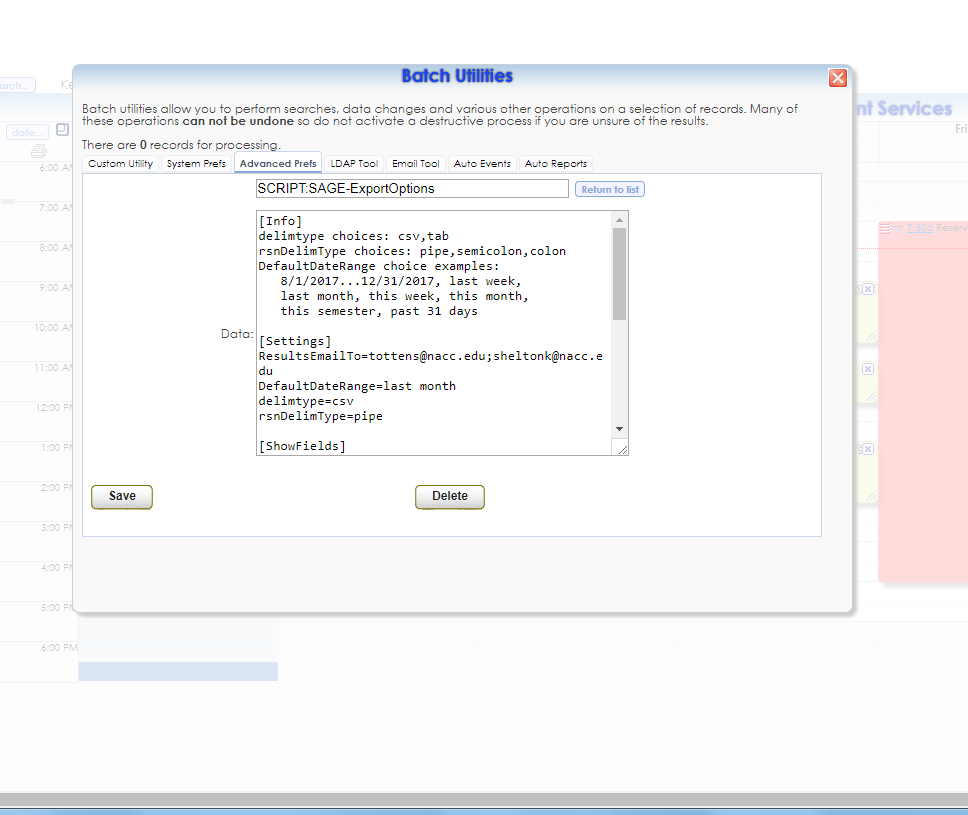 Batch Utilities
Batch utilities allow you to perform searches, data changes and various other operations on a selection of records. Many of
these operations can not be undone so do not activate a destructive process if you are unsure of the results.
There are 0 records for processing.
Custom Utility System Prefs Advanced Prefs LDAP Tool Email Tool Auto Events Auto Reports
SCRIPT:SAGE-ExportOptions Return to list
Data:
[Info]
delimtype choices: csv,tab
rsnDelimType choices: pipe,semicolon,colon
DefaultDateRange choice examples:
8/1/2017...12/31/2017, last week,
last month, this week, this month,
this semester, past 31 days
[Settings]
ResultsEmailTo=tottens@nacc.edu;sheltonk@nacc.e
du
DefaultDateRange=last month
delimtype=csv
rsnDelimType=pipe
[ShowFields]
Save Delete
nt Services
Fri
date...
6:00 AM
7:00 AM
8:00 AM
9:00 AM
10:00 AM
11:00 AM
12:00 PM
1:00 PM
2:00 PM
3:00 PM
4:00 PM
5:00 PM
6:00 PM
7:30a Reserv